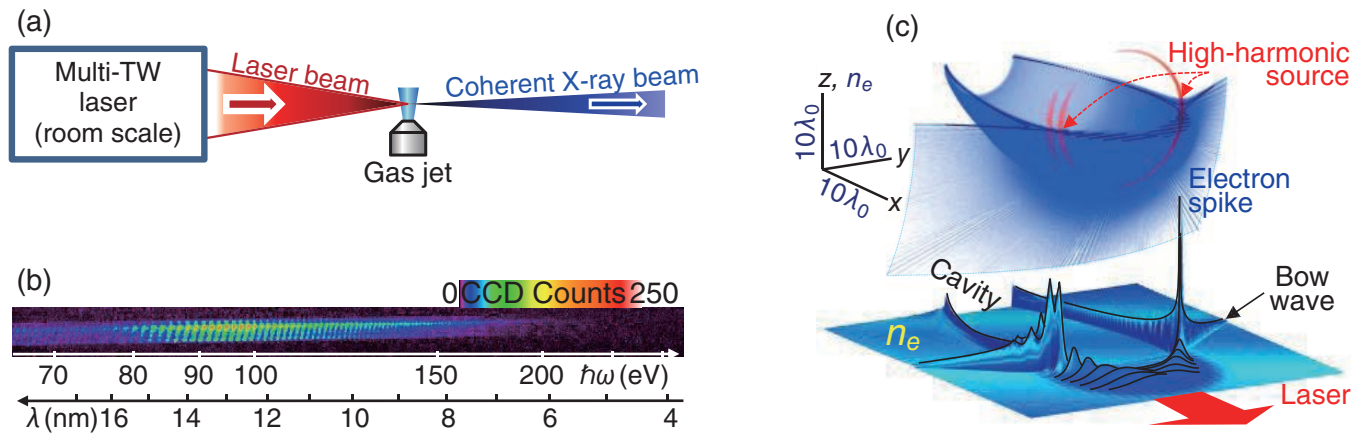 (a)
Multi-TW
laser
(room scale)
Laser beam
Coherent X-ray beam
Gas jet
(b)
0 CCD Counts 250
70 80 90 100 150 200 ħω (eV)
λ (nm) 16 14 12 10 8 6 4
(c)
High-harmonic
source
z, nₑ
10λ₀
10λ₀ y
10λ₀ x
Electron
spike
Cavity
Bow
wave
nₑ
Laser